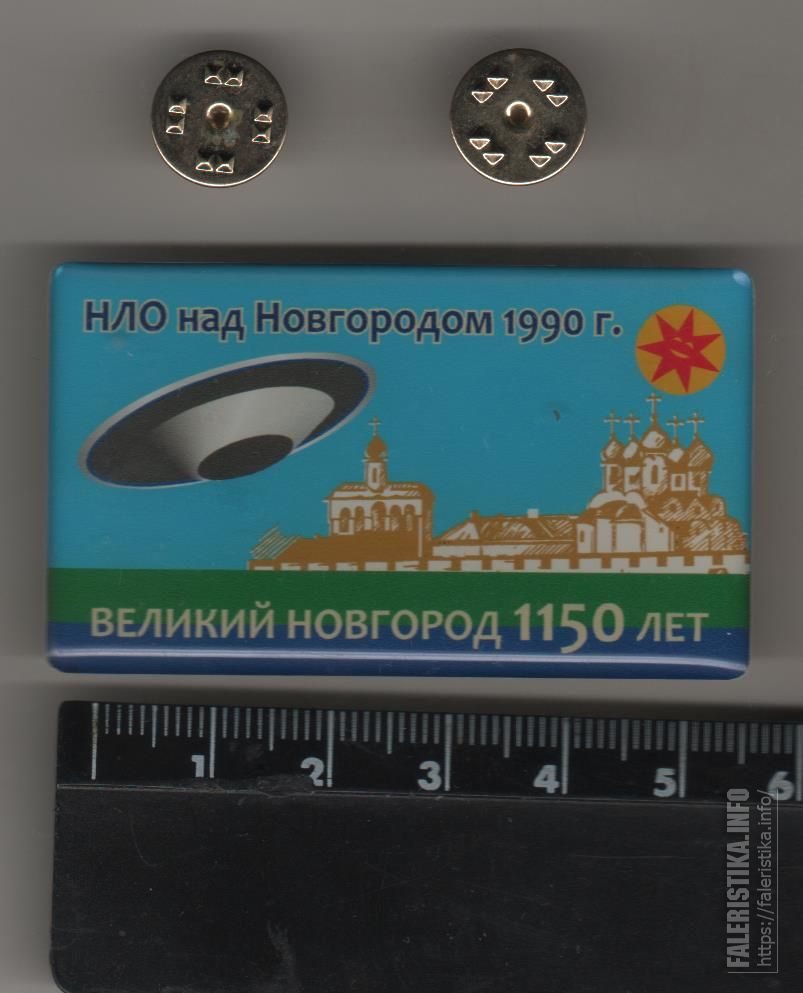 НЛО над Новгородом 1990 г.
ВЕЛИКИЙ НОВГОРОД 1150 ЛЕТ
1 2 3 4 5 6
FALERISTIKA.INFO
https://faleristika.info/